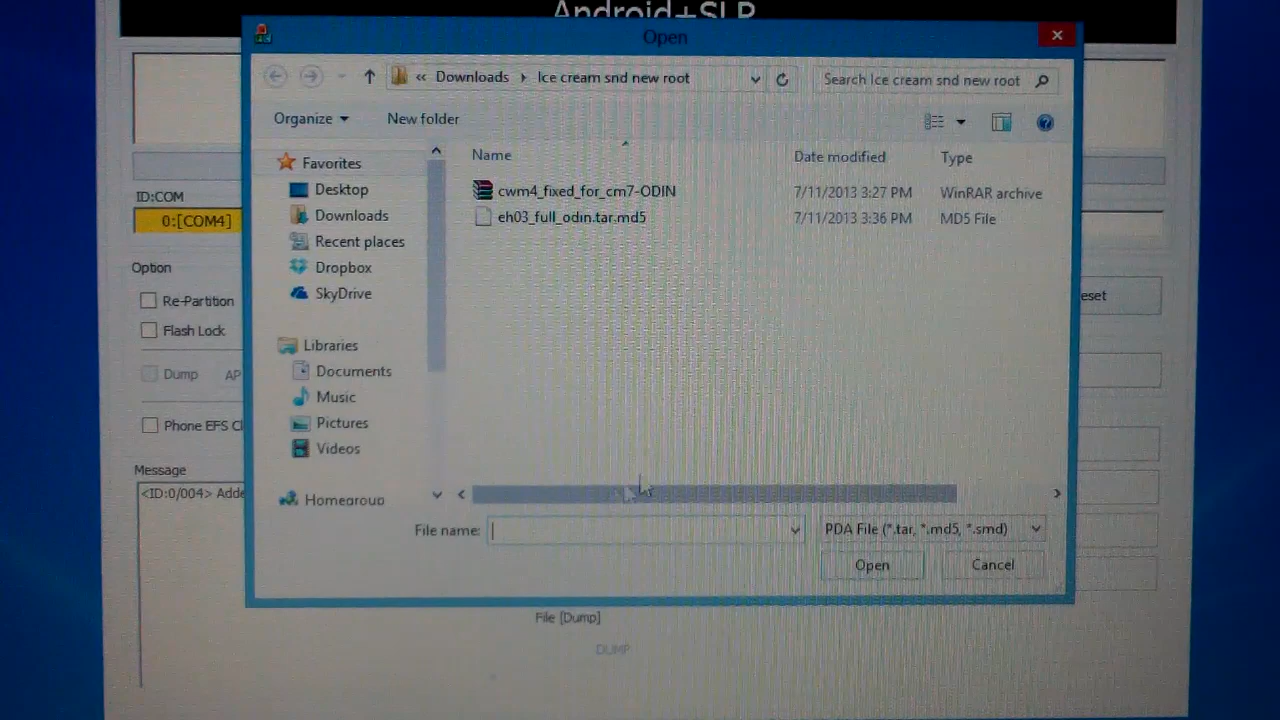 Android+SLP
Open
« Downloads Ice cream snd new root
Search Ice cream snd new root
Organize New folder
Name Date modified Type
cwm4_fixed_for_cm7-ODIN 7/11/2013 3:27 PM WinRAR archive
eh03_full_odin.tar.md5 7/11/2013 3:36 PM MD5 File
Favorites
Desktop
Downloads
Recent places
Dropbox
SkyDrive
Libraries
Documents
Music
Pictures
Videos
Homegroup
File name: PDA File (*.tar, *.md5, *.smd)
Open Cancel
ID:COM
0:[COM4]
Option
Re-Partition
Flash Lock
Dump AP
Phone EFS Cl
eset
Message
<ID:0/004> Adde
File [Dump]
DUMP